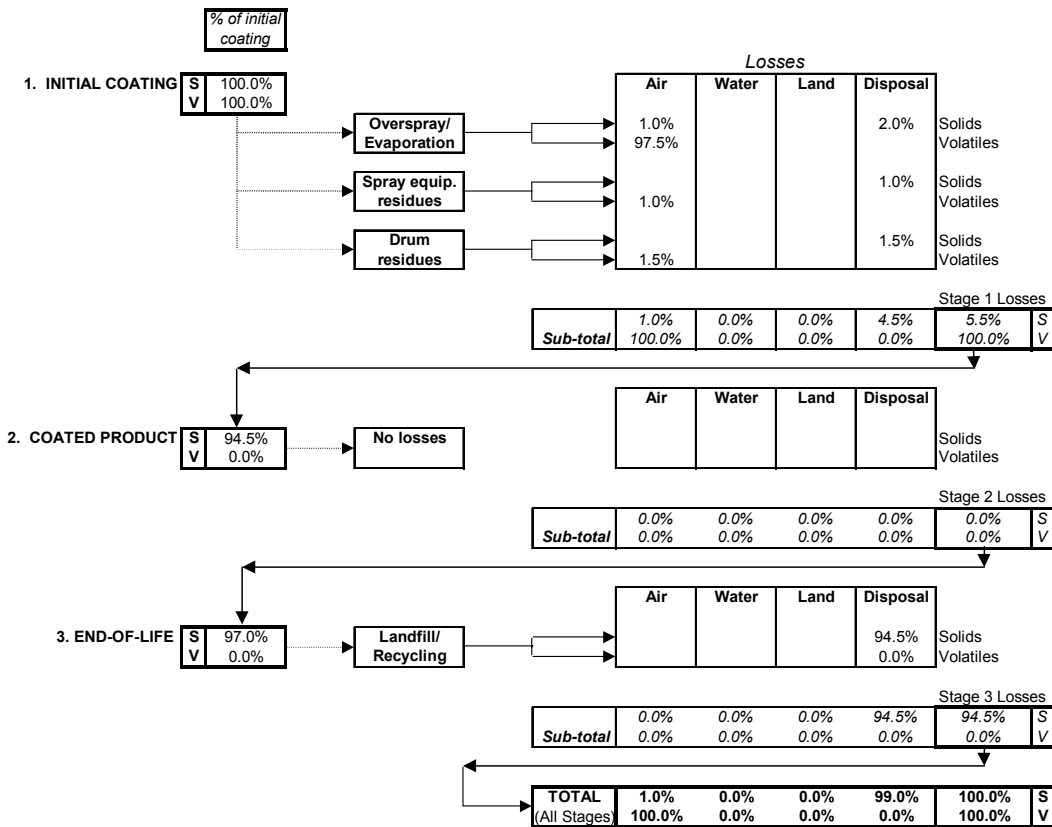 % of initial
coating
Losses
1. INITIAL COATING S 100.0%
V 100.0%
Air Water Land Disposal
Overspray/
Evaporation
1.0% 2.0% Solids
97.5% Volatiles
Spray equip.
residues
1.0% Solids
1.0% Volatiles
Drum
residues
1.5% Solids
1.5% Volatiles
Stage 1 Losses
1.0% 0.0% 0.0% 4.5% 5.5% S
Sub-total 100.0% 0.0% 0.0% 0.0% 100.0% V
Air Water Land Disposal
2. COATED PRODUCT S 94.5% No losses Solids
V 0.0% Volatiles
Stage 2 Losses
0.0% 0.0% 0.0% 0.0% 0.0% S
Sub-total 0.0% 0.0% 0.0% 0.0% 0.0% V
Air Water Land Disposal
3. END-OF-LIFE S 97.0% Landfill/ 94.5% Solids
V 0.0% Recycling 0.0% Volatiles
Stage 3 Losses
0.0% 0.0% 0.0% 94.5% 94.5% S
Sub-total 0.0% 0.0% 0.0% 0.0% 0.0% V
TOTAL 1.0% 0.0% 0.0% 99.0% 100.0% S
(All Stages) 100.0% 0.0% 0.0% 0.0% 100.0% V